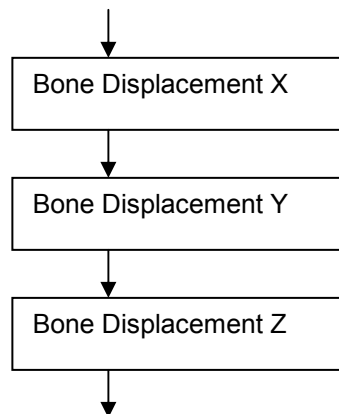 Bone Displacement X
Bone Displacement Y
Bone Displacement Z